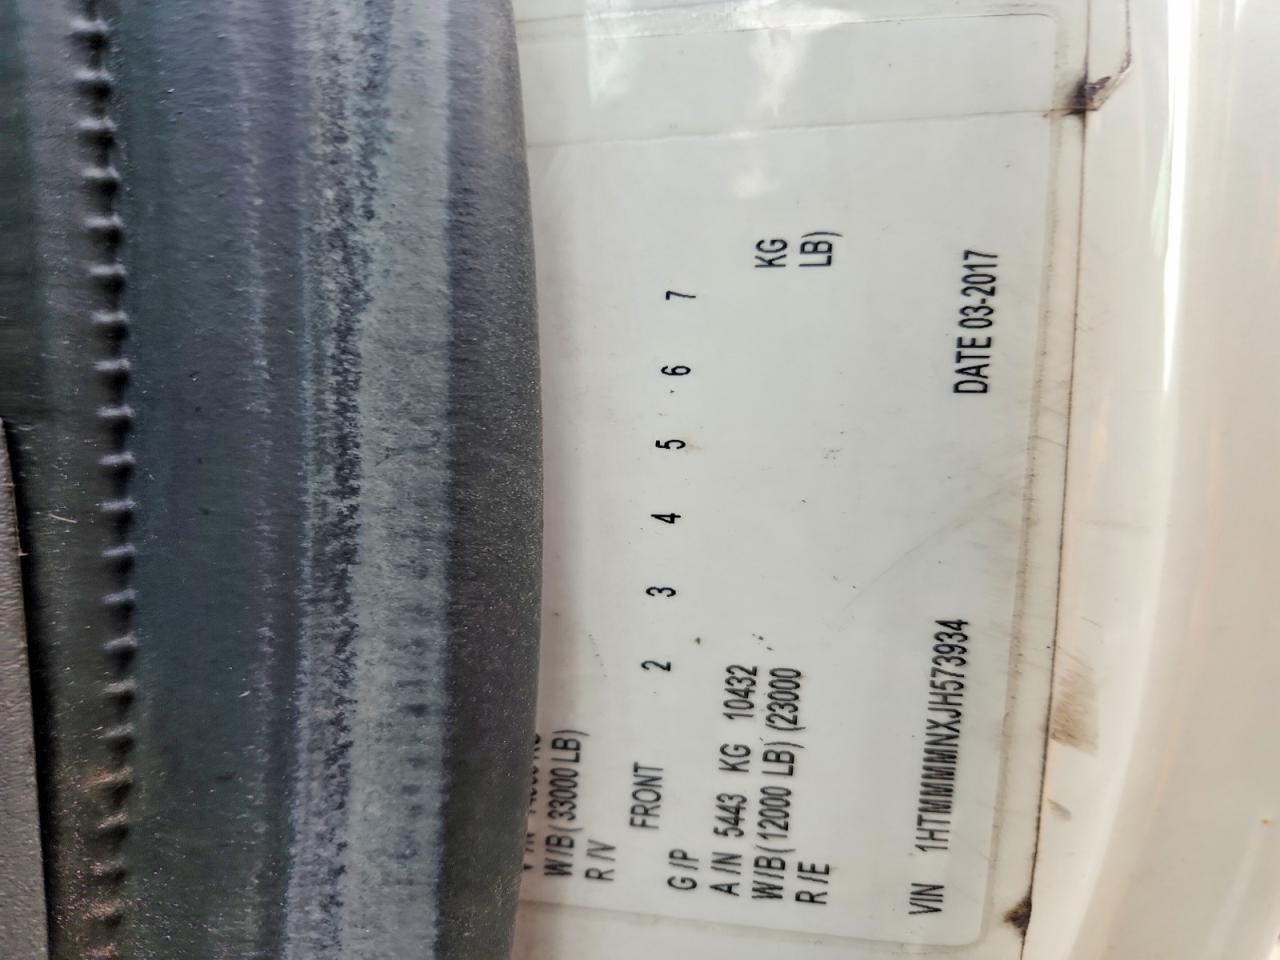 W/B (33000 LB)
R / V
FRONT 2 3 4 5 6 7
G / P
A / N 5443 KG 10432 KG
W/B (12000 LB) (23000 LB)
R / E
VIN 1HTMMMMNXJH573934 DATE 03-2017